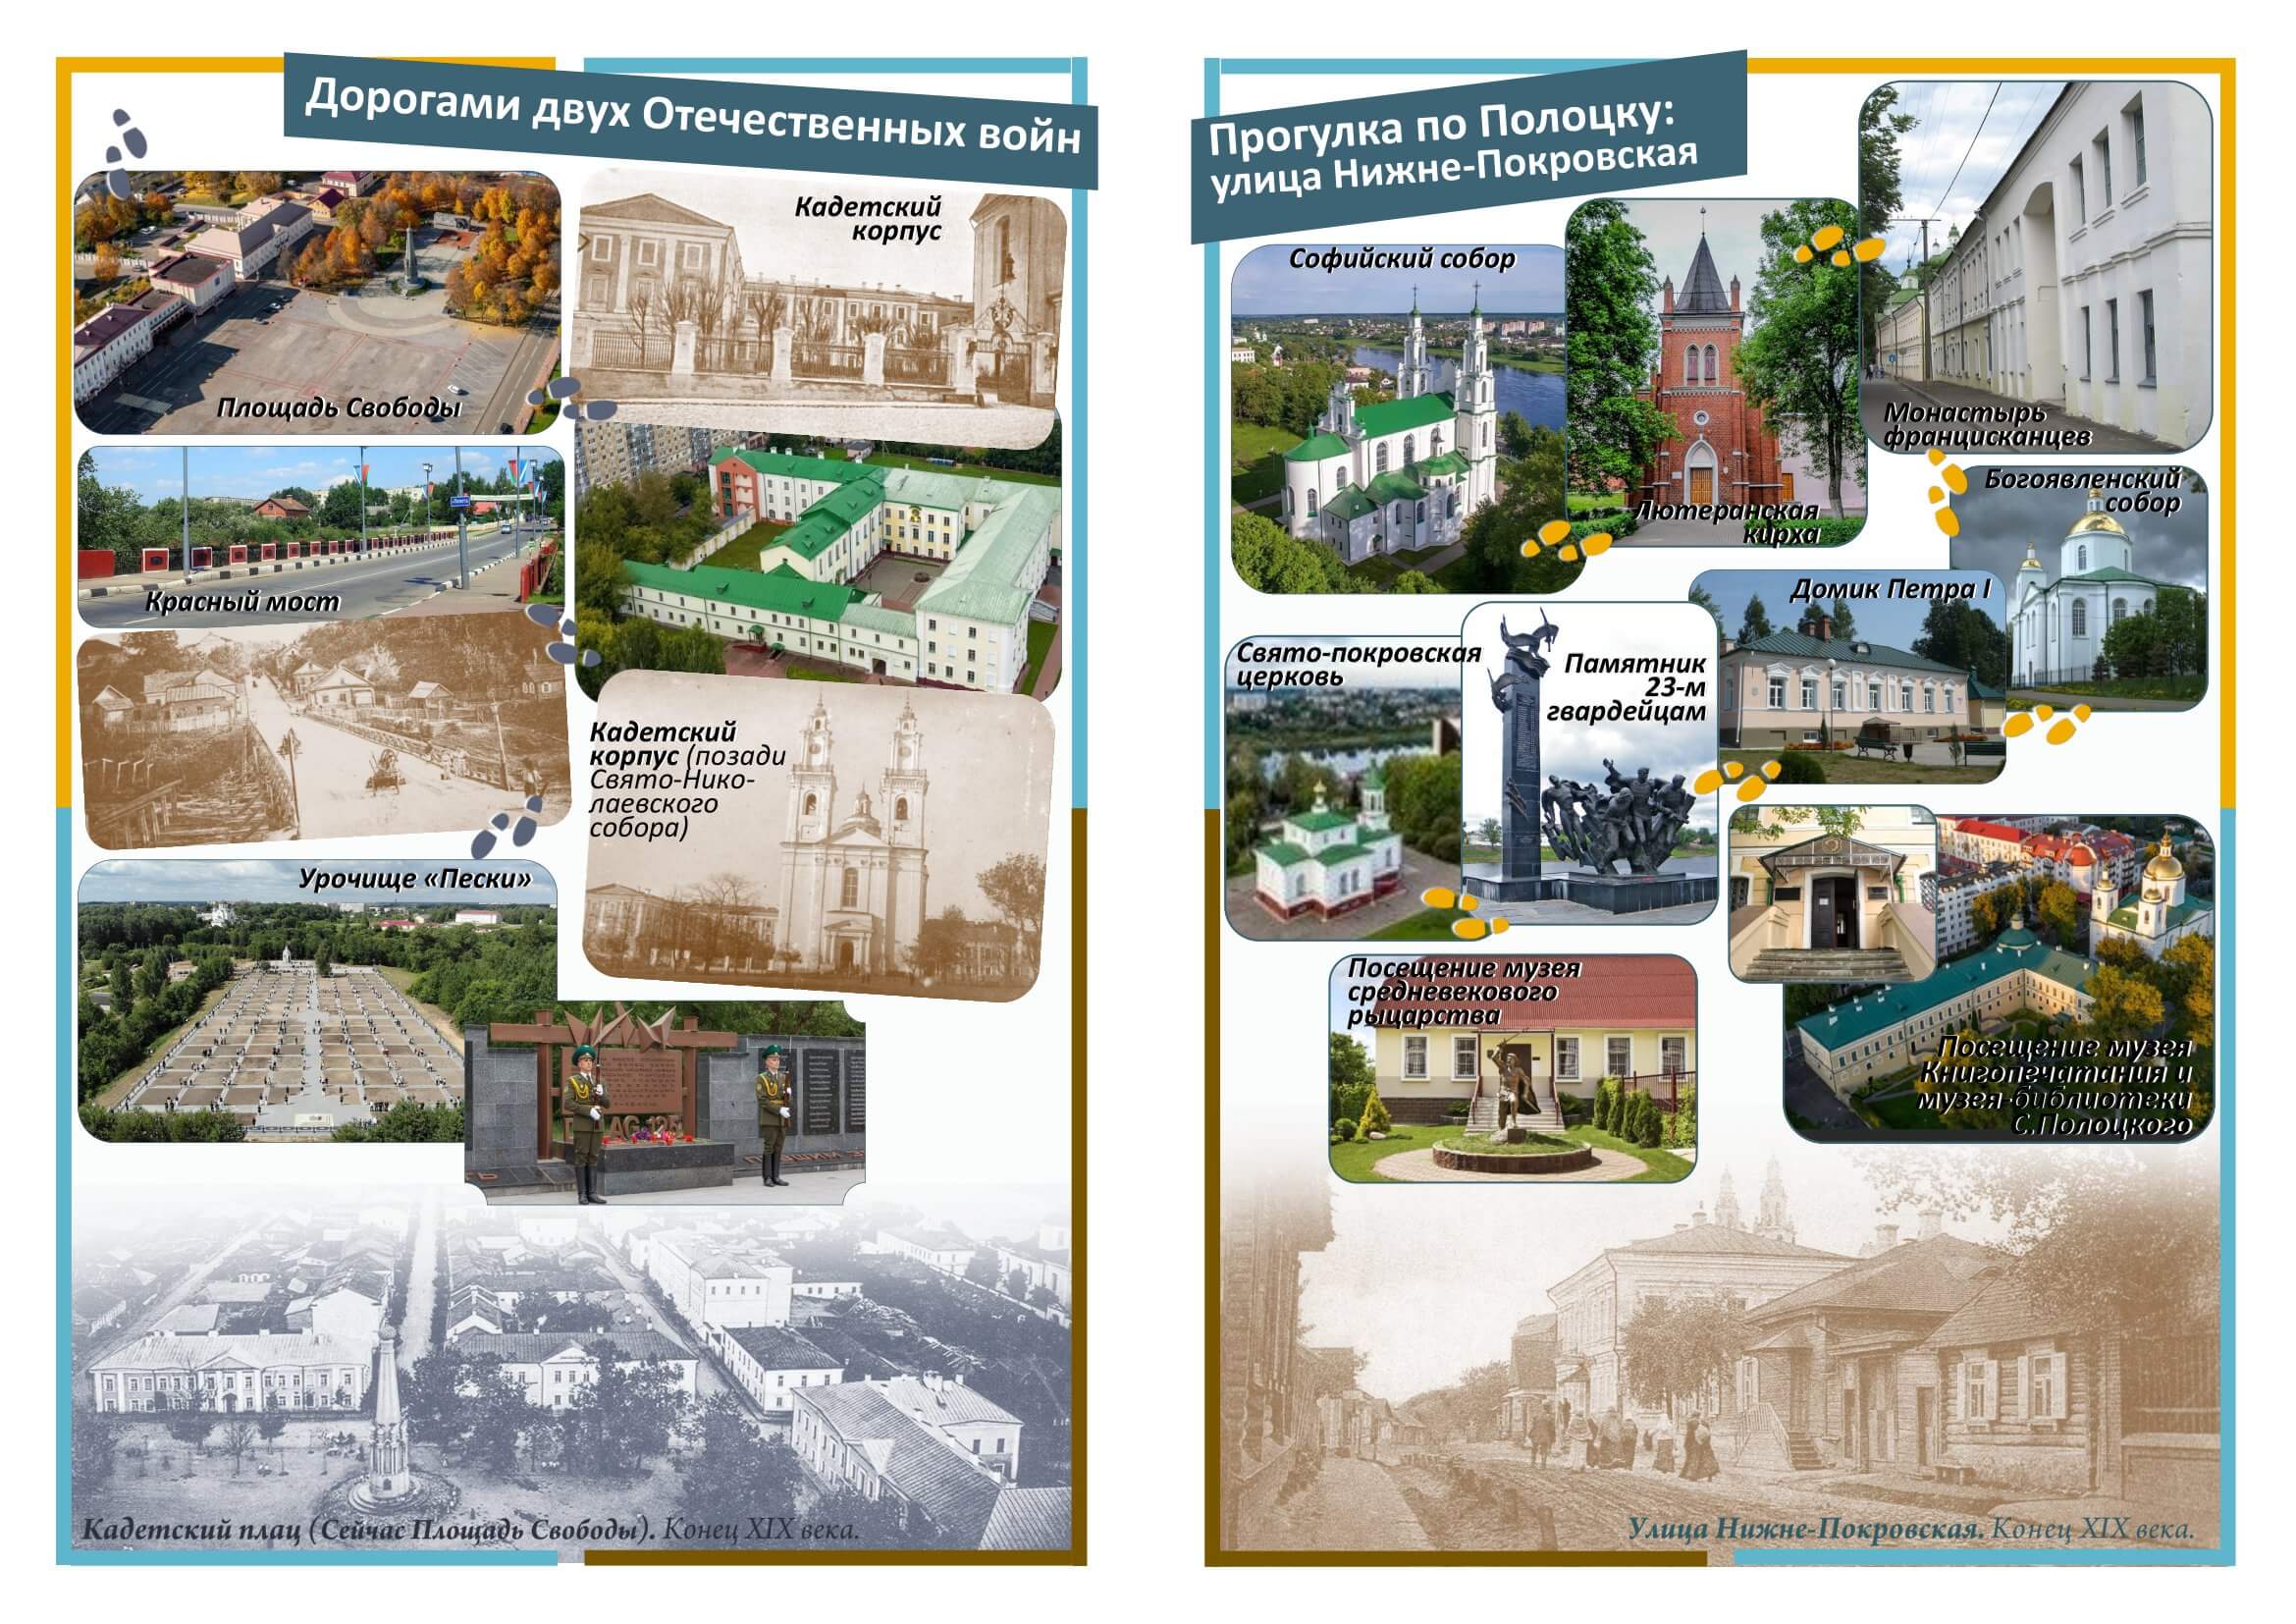 Дорогами двух Отечественных войн
Площадь Свободы
Кадетский
корпус
Красный мост
Кадетский
корпус (позади
Свято-Нико-
лаевского
собора)
Урочище «Пески»
Кадетский плац (Сейчас Площадь Свободы). Конец XIX века.
Прогулка по Полоцку:
улица Нижне-Покровская
Софийский собор
Лютеранская
кирха
Монастырь
францисканцев
Богоявленский
собор
Домик Петра I
Памятник
23-м
гвардейцам
Свято-покровская
церковь
Посещение музея
средневекового
рыцарства
Посещение музея
Книгопечатания и
музея-библиотеки
С.Полоцкого
Улица Нижне-Покровская. Конец XIX века.